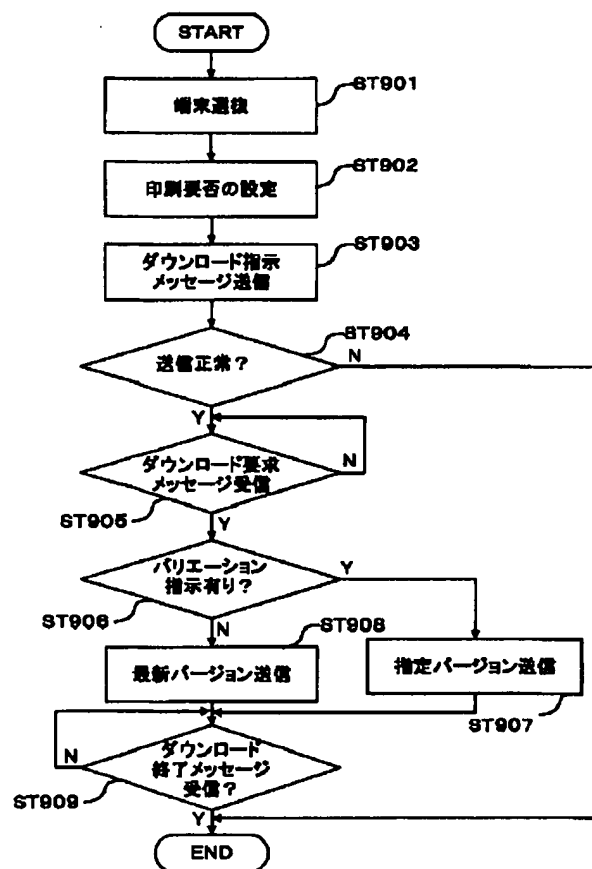 START
ST901
端末選抜
ST902
印刷要否の設定
ST903
ダウンロード指示
メッセージ送信
ST904
送信正常？
N
Y
ダウンロード要求
メッセージ受信
N
ST905
Y
バリエーション
指示有り？
Y
ST906
N
ST908
最新バージョン送信
指定バージョン送信
ST907
ダウンロード
終了メッセージ
受信？
N
ST909
Y
END